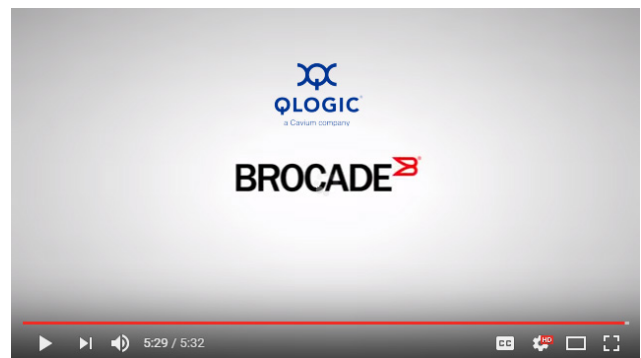 QLOGIC
a Cavium company
BROCADE
5:29 / 5:32
CC
HD